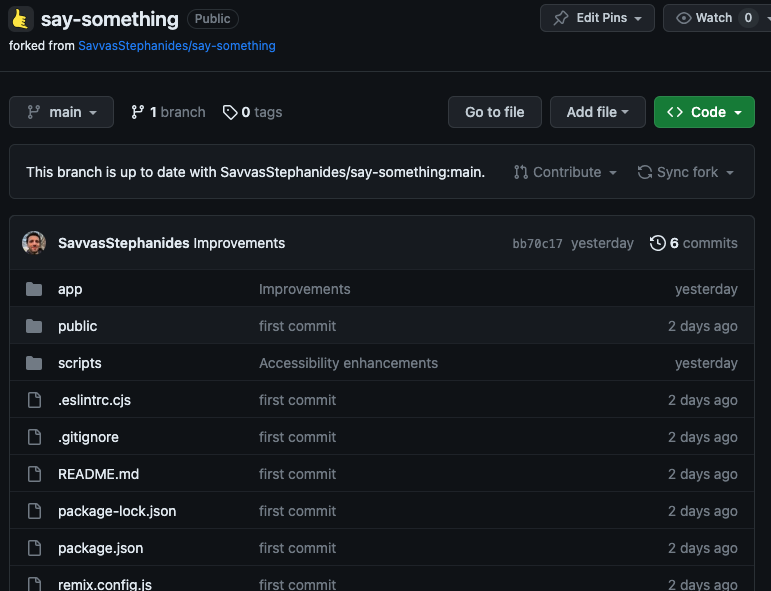 say-something Public Edit Pins Watch 0
forked from SavvasStephanides/say-something
main 1 branch 0 tags Go to file Add file <> Code
This branch is up to date with SavvasStephanides/say-something:main. Contribute Sync fork
SavvasStephanides Improvements bb70c17 yesterday 6 commits
app Improvements yesterday
public first commit 2 days ago
scripts Accessibility enhancements yesterday
.eslintrc.cjs first commit 2 days ago
.gitignore first commit 2 days ago
README.md first commit 2 days ago
package-lock.json first commit 2 days ago
package.json first commit 2 days ago
remix.config.js first commit 2 days ago